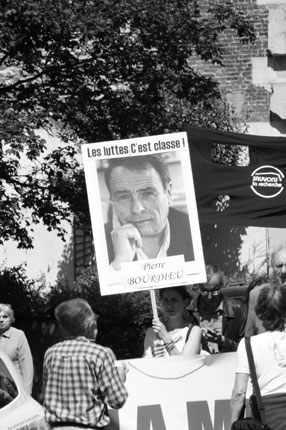 Les luttes C'est classe !
Pierre
BOURDIEU
SAUVONS
la recherche
AM